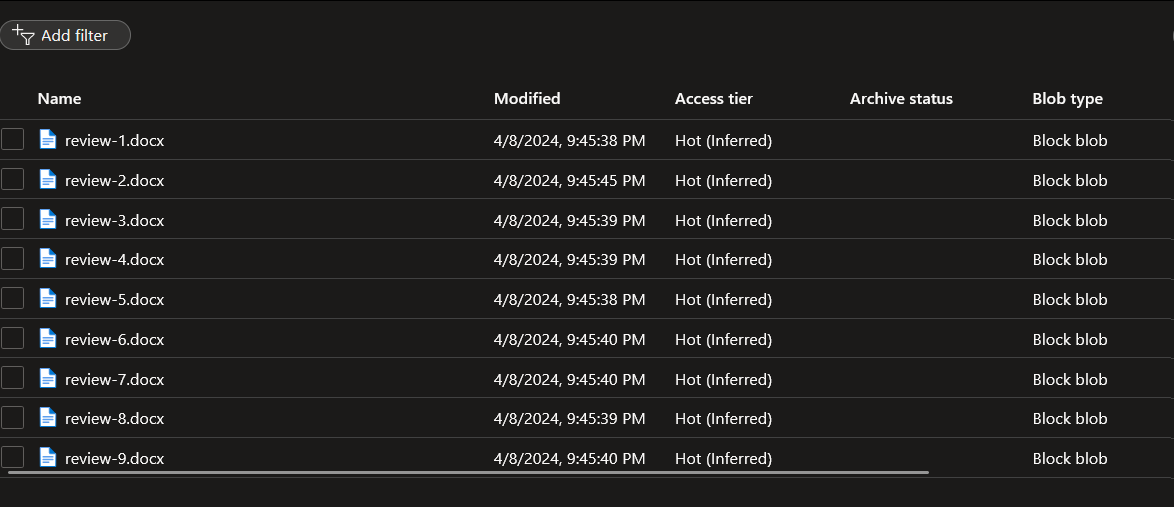 Add filter
Name Modified Access tier Archive status Blob type
review-1.docx 4/8/2024, 9:45:38 PM Hot (Inferred) Block blob
review-2.docx 4/8/2024, 9:45:45 PM Hot (Inferred) Block blob
review-3.docx 4/8/2024, 9:45:39 PM Hot (Inferred) Block blob
review-4.docx 4/8/2024, 9:45:39 PM Hot (Inferred) Block blob
review-5.docx 4/8/2024, 9:45:38 PM Hot (Inferred) Block blob
review-6.docx 4/8/2024, 9:45:40 PM Hot (Inferred) Block blob
review-7.docx 4/8/2024, 9:45:40 PM Hot (Inferred) Block blob
review-8.docx 4/8/2024, 9:45:39 PM Hot (Inferred) Block blob
review-9.docx 4/8/2024, 9:45:40 PM Hot (Inferred) Block blob